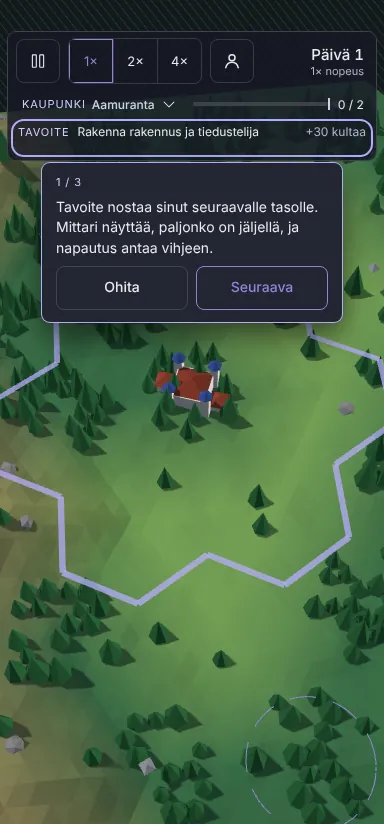 1× 2× 4× Päivä 1
1× nopeus
KAUPUNKI Aamuranta 0 / 2
TAVOITE Rakenna rakennus ja tiedustelija +30 kultaa
1 / 3
Tavoite nostaa sinut seuraavalle tasolle.
Mittari näyttää, paljonko on jäljellä, ja
napautus antaa vihjeen.
Ohita Seuraava